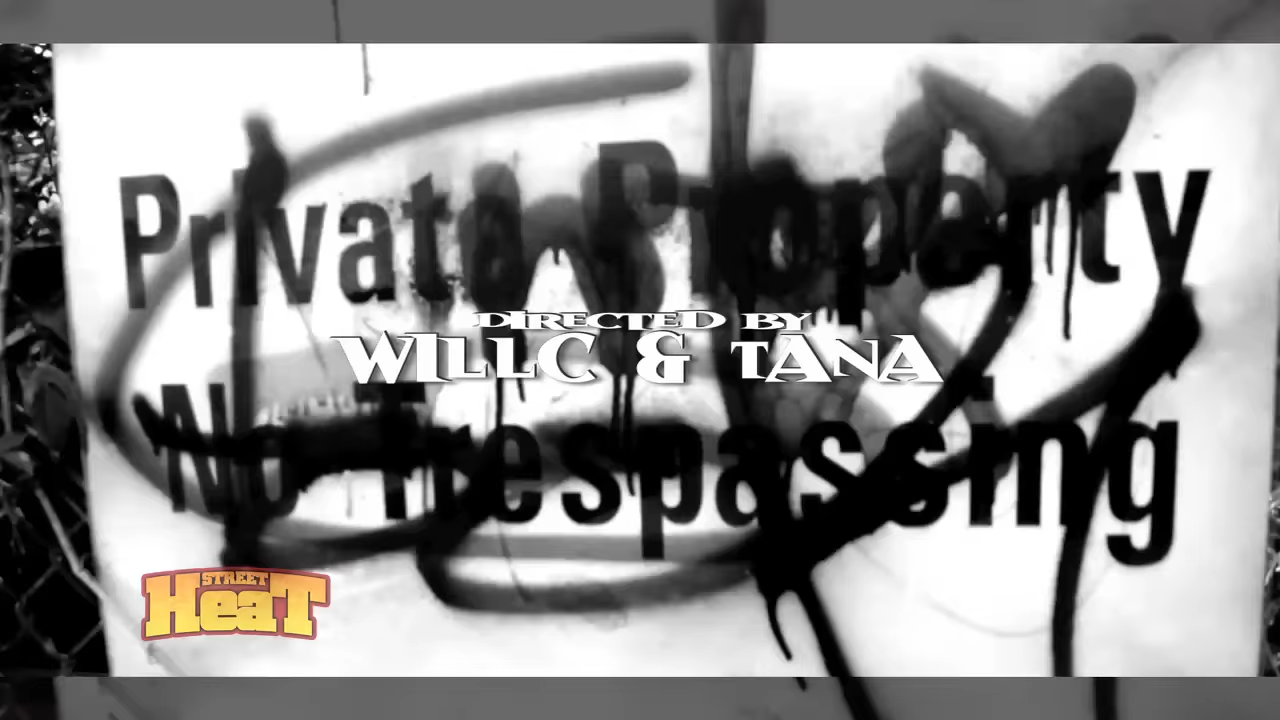 Private Property
DIRECTED BY
WILLC & TANA
No Trespassing
STREET
HEAT